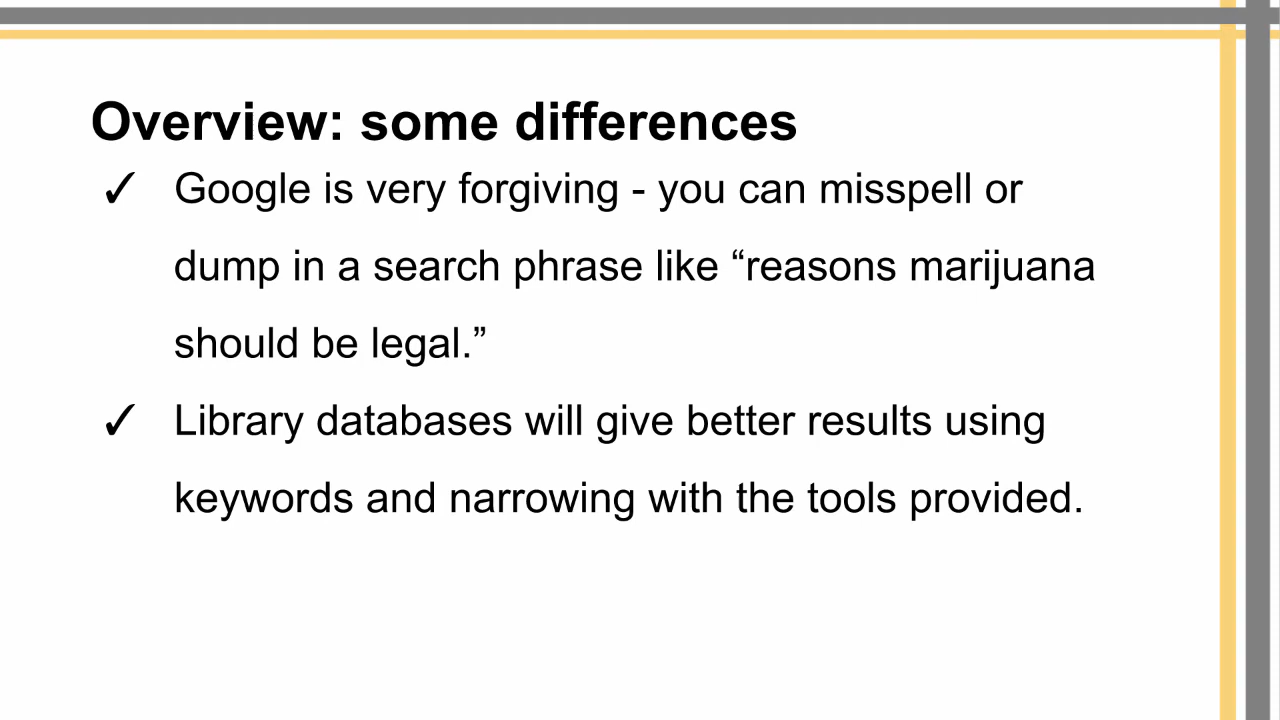 Overview: some differences
✓ Google is very forgiving - you can misspell or
dump in a search phrase like “reasons marijuana
should be legal.”
✓ Library databases will give better results using
keywords and narrowing with the tools provided.